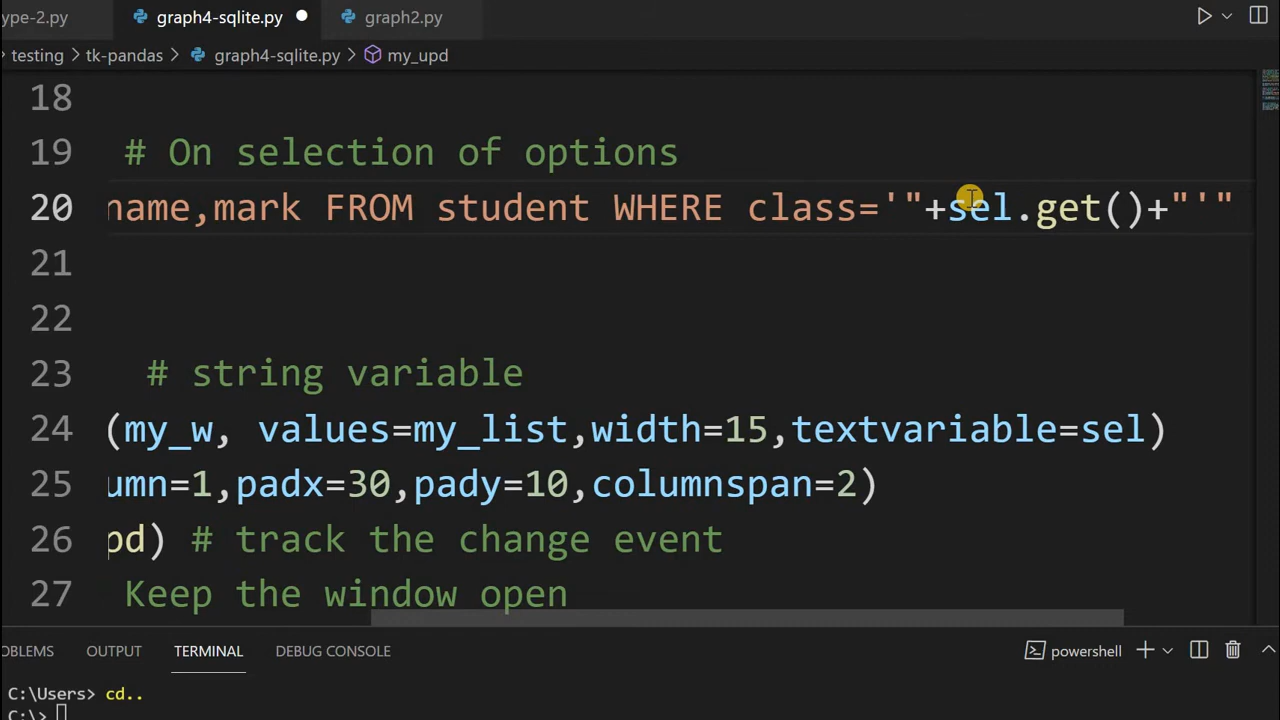 ype-2.py graph4-sqlite.py graph2.py
testing > tk-pandas > graph4-sqlite.py > my_upd
18
19 # On selection of options
20 name,mark FROM student WHERE class='"+sel.get()+"'"
21
22
23 # string variable
24 (my_w, values=my_list,width=15,textvariable=sel)
25 umn=1,padx=30,pady=10,columnspan=2)
26 pd) # track the change event
27 Keep the window open
OBLEMS OUTPUT TERMINAL DEBUG CONSOLE powershell
C:\Users> cd..
C:\>